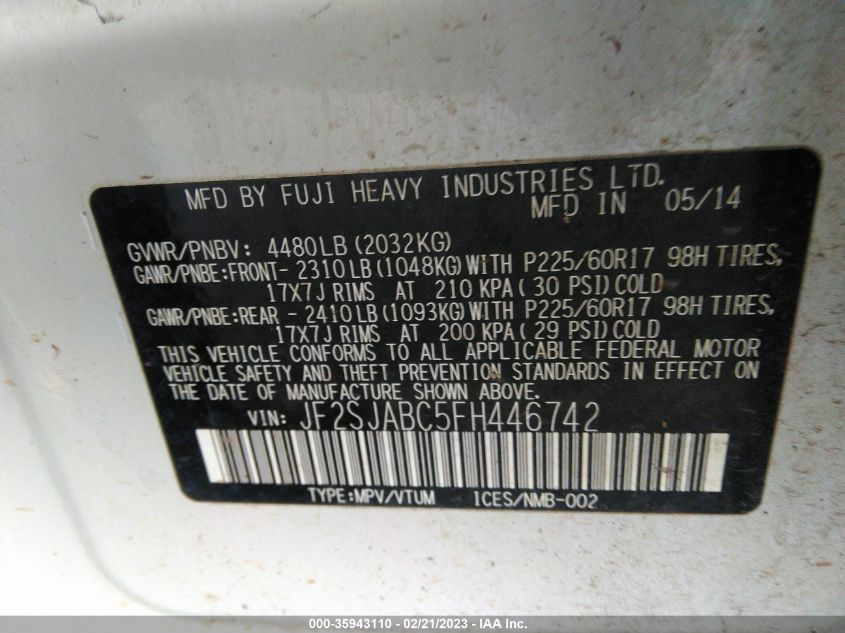 MFD BY FUJI HEAVY INDUSTRIES LTD.
MFD IN 05/14
GVWR/PNBV: 4480LB(2032KG)
GAWR/PNBE:FRONT- 2310LB(1048KG)WITH P225/60R17 98H TIRES,
17X7J RIMS AT 210 KPA( 30 PSI)COLD
GAWR/PNBE:REAR - 2410LB(1093KG)WITH P225/60R17 98H TIRES,
17X7J RIMS AT 200 KPA( 29 PSI)COLD
THIS VEHICLE CONFORMS TO ALL APPLICABLE FEDERAL MOTOR
VEHICLE SAFETY AND THEFT PREVENTION STANDARDS IN EFFECT ON
THE DATE OF MANUFACTURE SHOWN ABOVE.
VIN: JF2SJABC5FH446742
TYPE:MPV/VTUM ICES/NMB-002
000-35943110 - 02/21/2023 - IAA Inc.